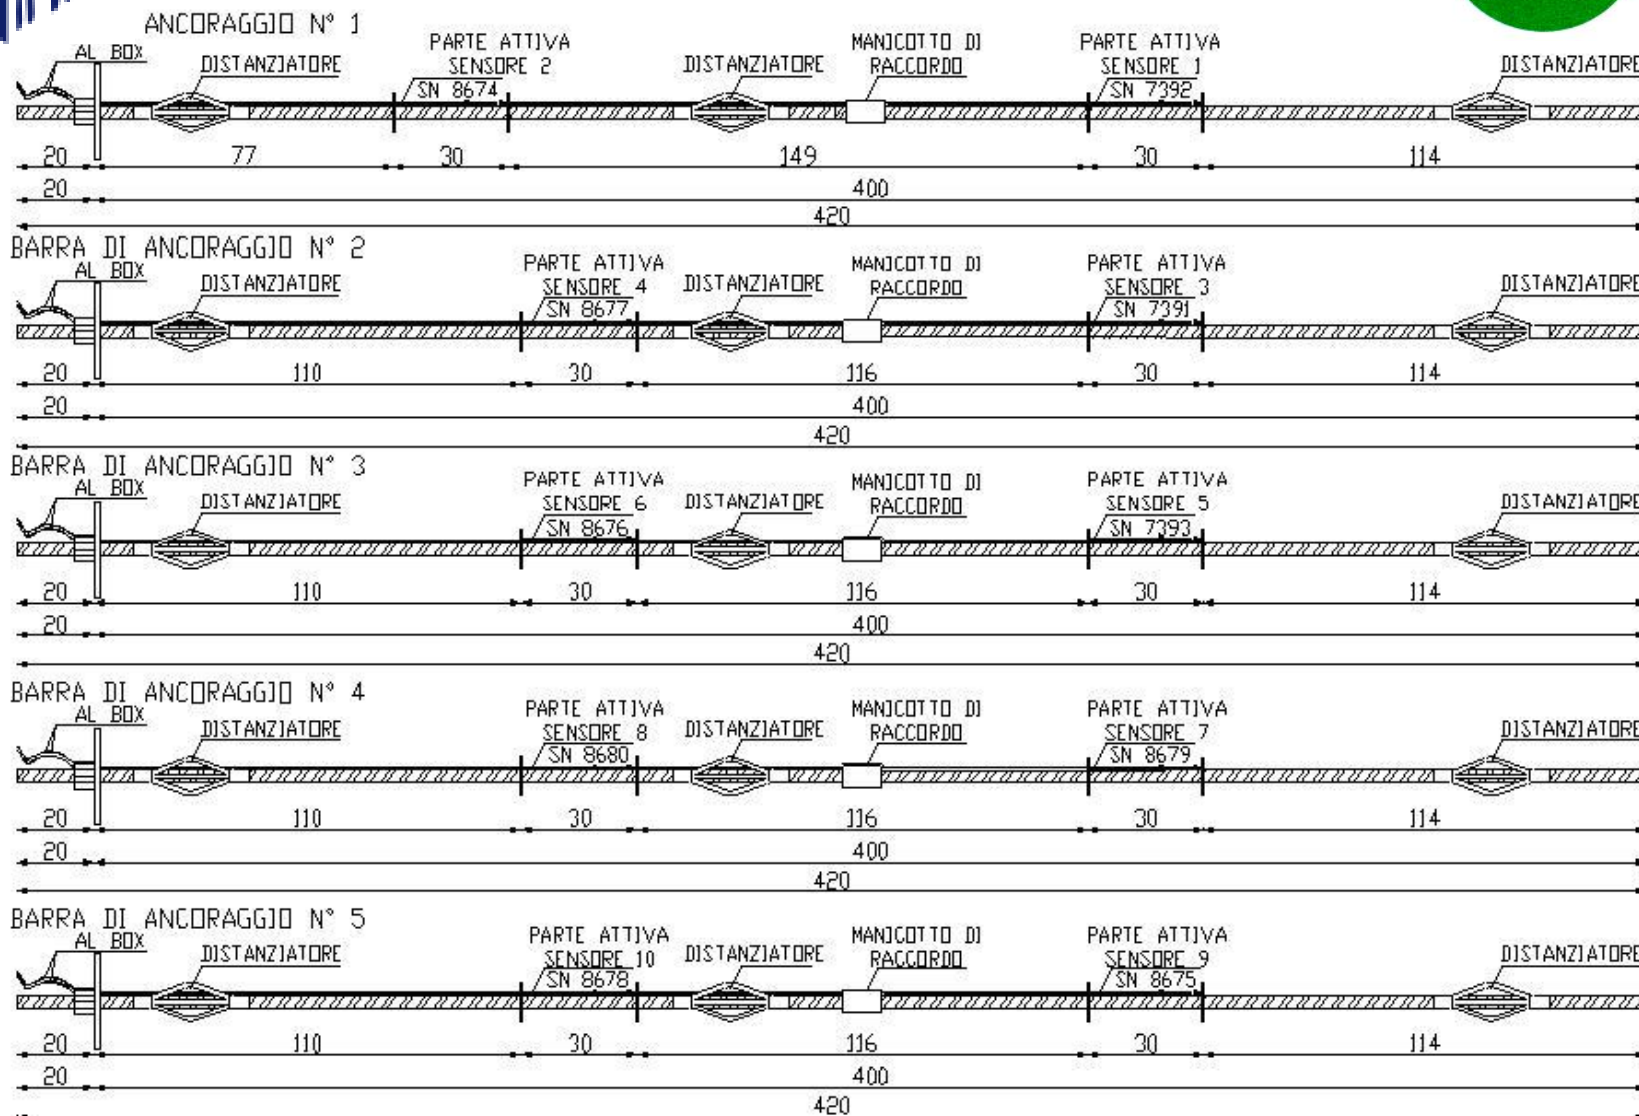 ANCORAGGIO N° 1
AL BOX
DISTANZIATORE
PARTE ATTIVA
SENSORE 2
SN 8674
DISTANZIATORE
MANICOTTO DI
RACCORDO
PARTE ATTIVA
SENSORE 1
SN 7392
DISTANZIATORE
20 77 30 149 30 114
20 400
420
BARRA DI ANCORAGGIO N° 2
AL BOX
DISTANZIATORE
PARTE ATTIVA
SENSORE 4
SN 8677
DISTANZIATORE
MANICOTTO DI
RACCORDO
PARTE ATTIVA
SENSORE 3
SN 7391
DISTANZIATORE
20 110 30 116 30 114
20 400
420
BARRA DI ANCORAGGIO N° 3
AL BOX
DISTANZIATORE
PARTE ATTIVA
SENSORE 6
SN 8676
DISTANZIATORE
MANICOTTO DI
RACCORDO
PARTE ATTIVA
SENSORE 5
SN 7393
DISTANZIATORE
20 110 30 116 30 114
20 400
420
BARRA DI ANCORAGGIO N° 4
AL BOX
DISTANZIATORE
PARTE ATTIVA
SENSORE 8
SN 8680
DISTANZIATORE
MANICOTTO DI
RACCORDO
PARTE ATTIVA
SENSORE 7
SN 8679
DISTANZIATORE
20 110 30 116 30 114
20 400
420
BARRA DI ANCORAGGIO N° 5
AL BOX
DISTANZIATORE
PARTE ATTIVA
SENSORE 10
SN 8678
DISTANZIATORE
MANICOTTO DI
RACCORDO
PARTE ATTIVA
SENSORE 9
SN 8675
DISTANZIATORE
20 110 30 116 30 114
20 400
420